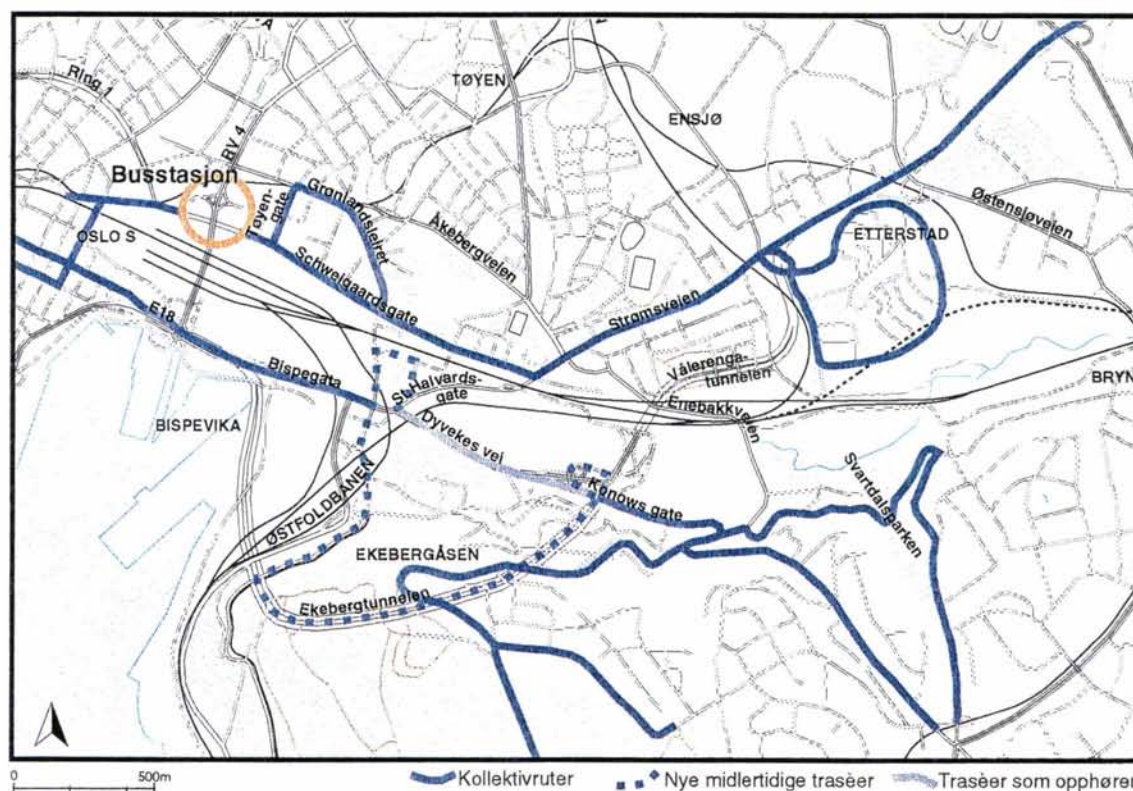 TØYEN
ENSJØ
Ring 1
RV 4
Busstasjon
Tøyen-
gate
Grønlandsleiret
Åkebergveien
Østensjøveien
ETTERSTAD
OSLO S
Schweigaardsgate
Strømsveien
E18
Bispegata
St.Halvards-
gate
Vålerenga-
tunnelen
Enebakkveien
BRYN
BISPEVIKA
Dyvekes vei
ØSTFOLDBANEN
Konows gate
Svartdalsparken
EKEBERGÅSEN
Ekebergtunnelen
0 500m
Kollektivruter Nye midlertidige trasèer Trasèer som opphører